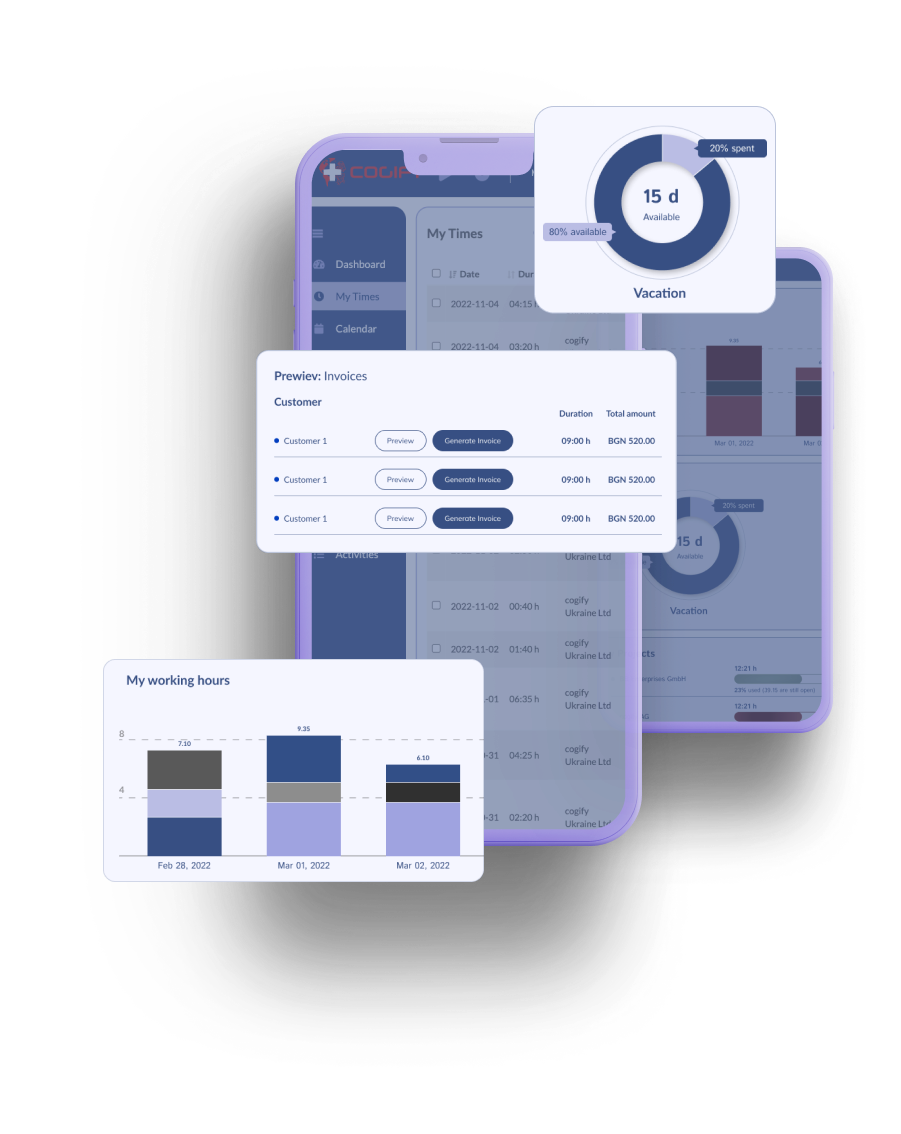 20% spent
15 d
Available
80% available
Vacation
My Times
Dashboard
My Times
Calendar
Date
2022-11-04 04:15
2022-11-04 03:20 h cogify
Prewiev: Invoices
Customer
Duration Total amount
Customer 1 Preview Generate Invoice 09:00 h BGN 520.00
Customer 1 Preview Generate Invoice 09:00 h BGN 520.00
Customer 1 Preview Generate Invoice 09:00 h BGN 520.00
Activities
Ukraine Ltd
2022-11-02 00:40 h cogify
Ukraine Ltd
2022-11-02 01:40 h cogify
Ukraine Ltd
-01 06:35 h cogify
Ukraine Ltd
-31 04:25 h cogify
Ukraine Ltd
-31 02:20 h cogify
Ukraine Ltd
9.35
Mar 01, 2022
20% spent
15 d
Available
Vacation
12:21 h
GmbH
23% used
12:21 h
AG
My working hours
8
7.10
9.35
6.10
4
Feb 28, 2022 Mar 01, 2022 Mar 02, 2022